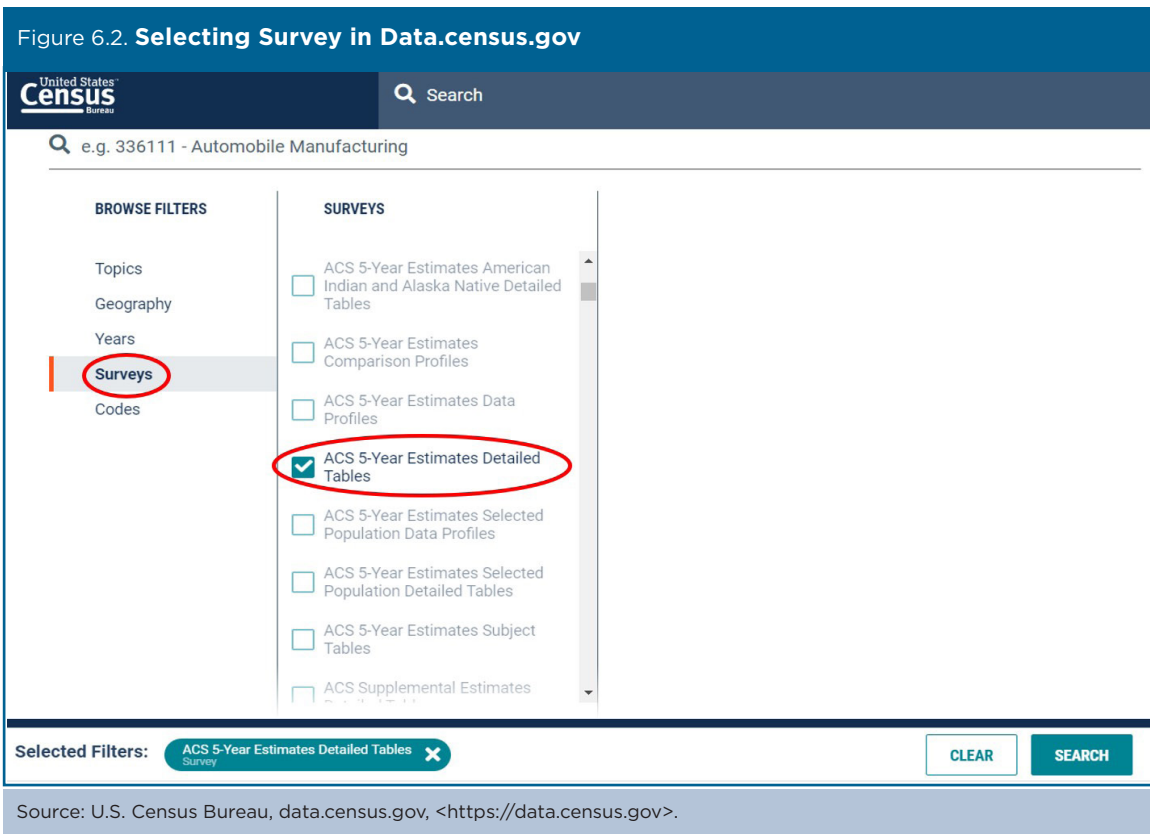 Figure 6.2. Selecting Survey in Data.census.gov
United States™
Census
Bureau
Search
e.g. 336111 - Automobile Manufacturing
BROWSE FILTERS
Topics
Geography
Years
Surveys
Codes
SURVEYS
ACS 5-Year Estimates American
Indian and Alaska Native Detailed
Tables
ACS 5-Year Estimates
Comparison Profiles
ACS 5-Year Estimates Data
Profiles
ACS 5-Year Estimates Detailed
Tables
ACS 5-Year Estimates Selected
Population Data Profiles
ACS 5-Year Estimates Selected
Population Detailed Tables
ACS 5-Year Estimates Subject
Tables
ACS Supplemental Estimates
Selected Filters:
ACS 5-Year Estimates Detailed Tables
Survey
CLEAR
SEARCH
Source: U.S. Census Bureau, data.census.gov, <https://data.census.gov>.